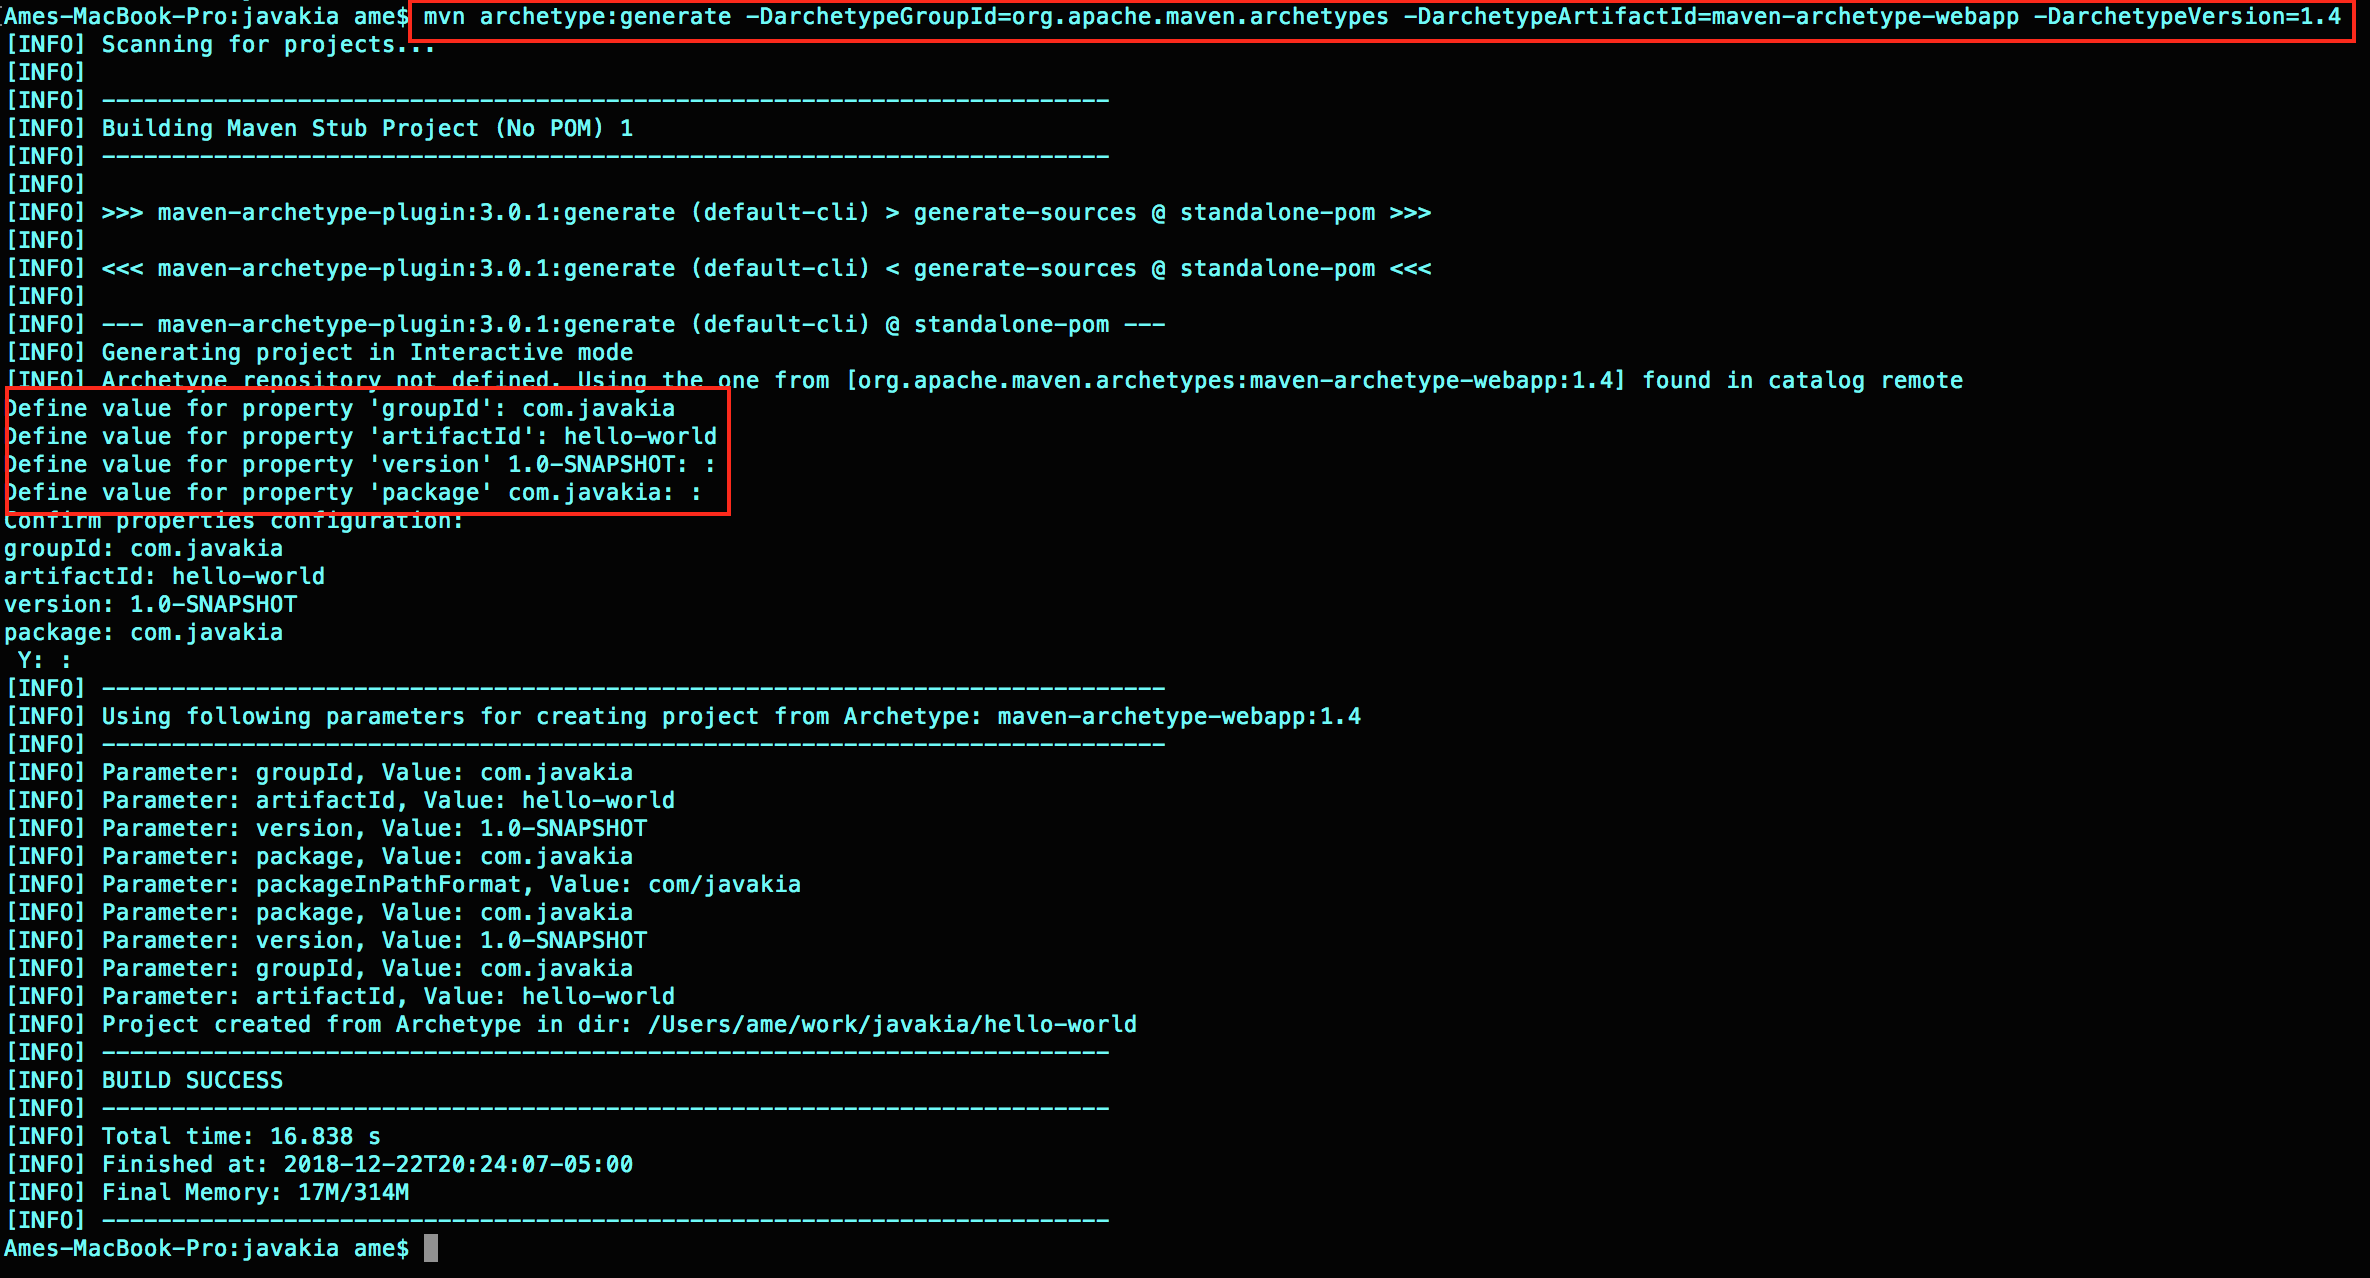 Ames-MacBook-Pro:javakia ame$ mvn archetype:generate -DarchetypeGroupId=org.apache.maven.archetypes -DarchetypeArtifactId=maven-archetype-webapp -DarchetypeVersion=1.4
[INFO] Scanning for projects...
[INFO]
[INFO] ------------------------------------------------------------------------
[INFO] Building Maven Stub Project (No POM) 1
[INFO] ------------------------------------------------------------------------
[INFO]
[INFO] >>> maven-archetype-plugin:3.0.1:generate (default-cli) > generate-sources @ standalone-pom >>>
[INFO]
[INFO] <<< maven-archetype-plugin:3.0.1:generate (default-cli) < generate-sources @ standalone-pom <<<
[INFO]
[INFO] --- maven-archetype-plugin:3.0.1:generate (default-cli) @ standalone-pom ---
[INFO] Generating project in Interactive mode
[INFO] Archetype repository not defined. Using the one from [org.apache.maven.archetypes:maven-archetype-webapp:1.4] found in catalog remote
Define value for property 'groupId': com.javakia
Define value for property 'artifactId': hello-world
Define value for property 'version' 1.0-SNAPSHOT: :
Define value for property 'package' com.javakia: :
Confirm properties configuration:
groupId: com.javakia
artifactId: hello-world
version: 1.0-SNAPSHOT
package: com.javakia
 Y: :
[INFO] ----------------------------------------------------------------------------
[INFO] Using following parameters for creating project from Archetype: maven-archetype-webapp:1.4
[INFO] ----------------------------------------------------------------------------
[INFO] Parameter: groupId, Value: com.javakia
[INFO] Parameter: artifactId, Value: hello-world
[INFO] Parameter: version, Value: 1.0-SNAPSHOT
[INFO] Parameter: package, Value: com.javakia
[INFO] Parameter: packageInPathFormat, Value: com/javakia
[INFO] Parameter: package, Value: com.javakia
[INFO] Parameter: version, Value: 1.0-SNAPSHOT
[INFO] Parameter: groupId, Value: com.javakia
[INFO] Parameter: artifactId, Value: hello-world
[INFO] Project created from Archetype in dir: /Users/ame/work/javakia/hello-world
[INFO] ------------------------------------------------------------------------
[INFO] BUILD SUCCESS
[INFO] ------------------------------------------------------------------------
[INFO] Total time: 16.838 s
[INFO] Finished at: 2018-12-22T20:24:07-05:00
[INFO] Final Memory: 17M/314M
[INFO] ------------------------------------------------------------------------
Ames-MacBook-Pro:javakia ame$